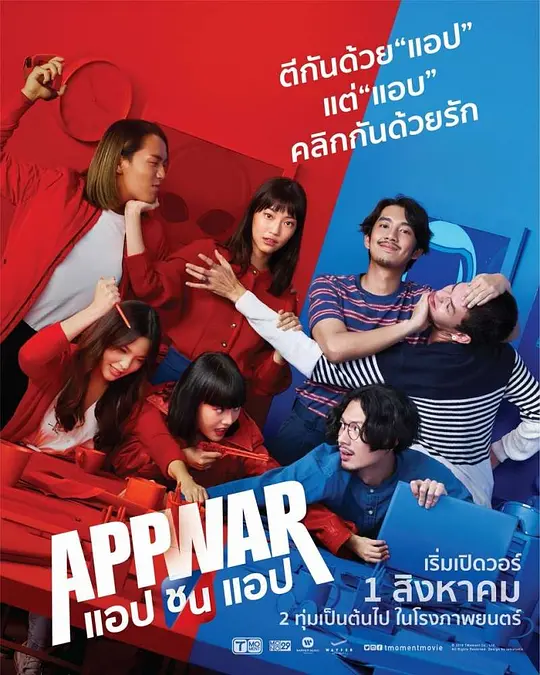 ตีกันด้วย“แอป”
แต่“แอบ”
คลิกกันด้วยรัก
APPWAR
แอป ชน แอป
เริ่มเปิดวอร์
1 สิงหาคม
2 ทุ่มเป็นต้นไป ในโรงภาพยนตร์
tmomentmovie